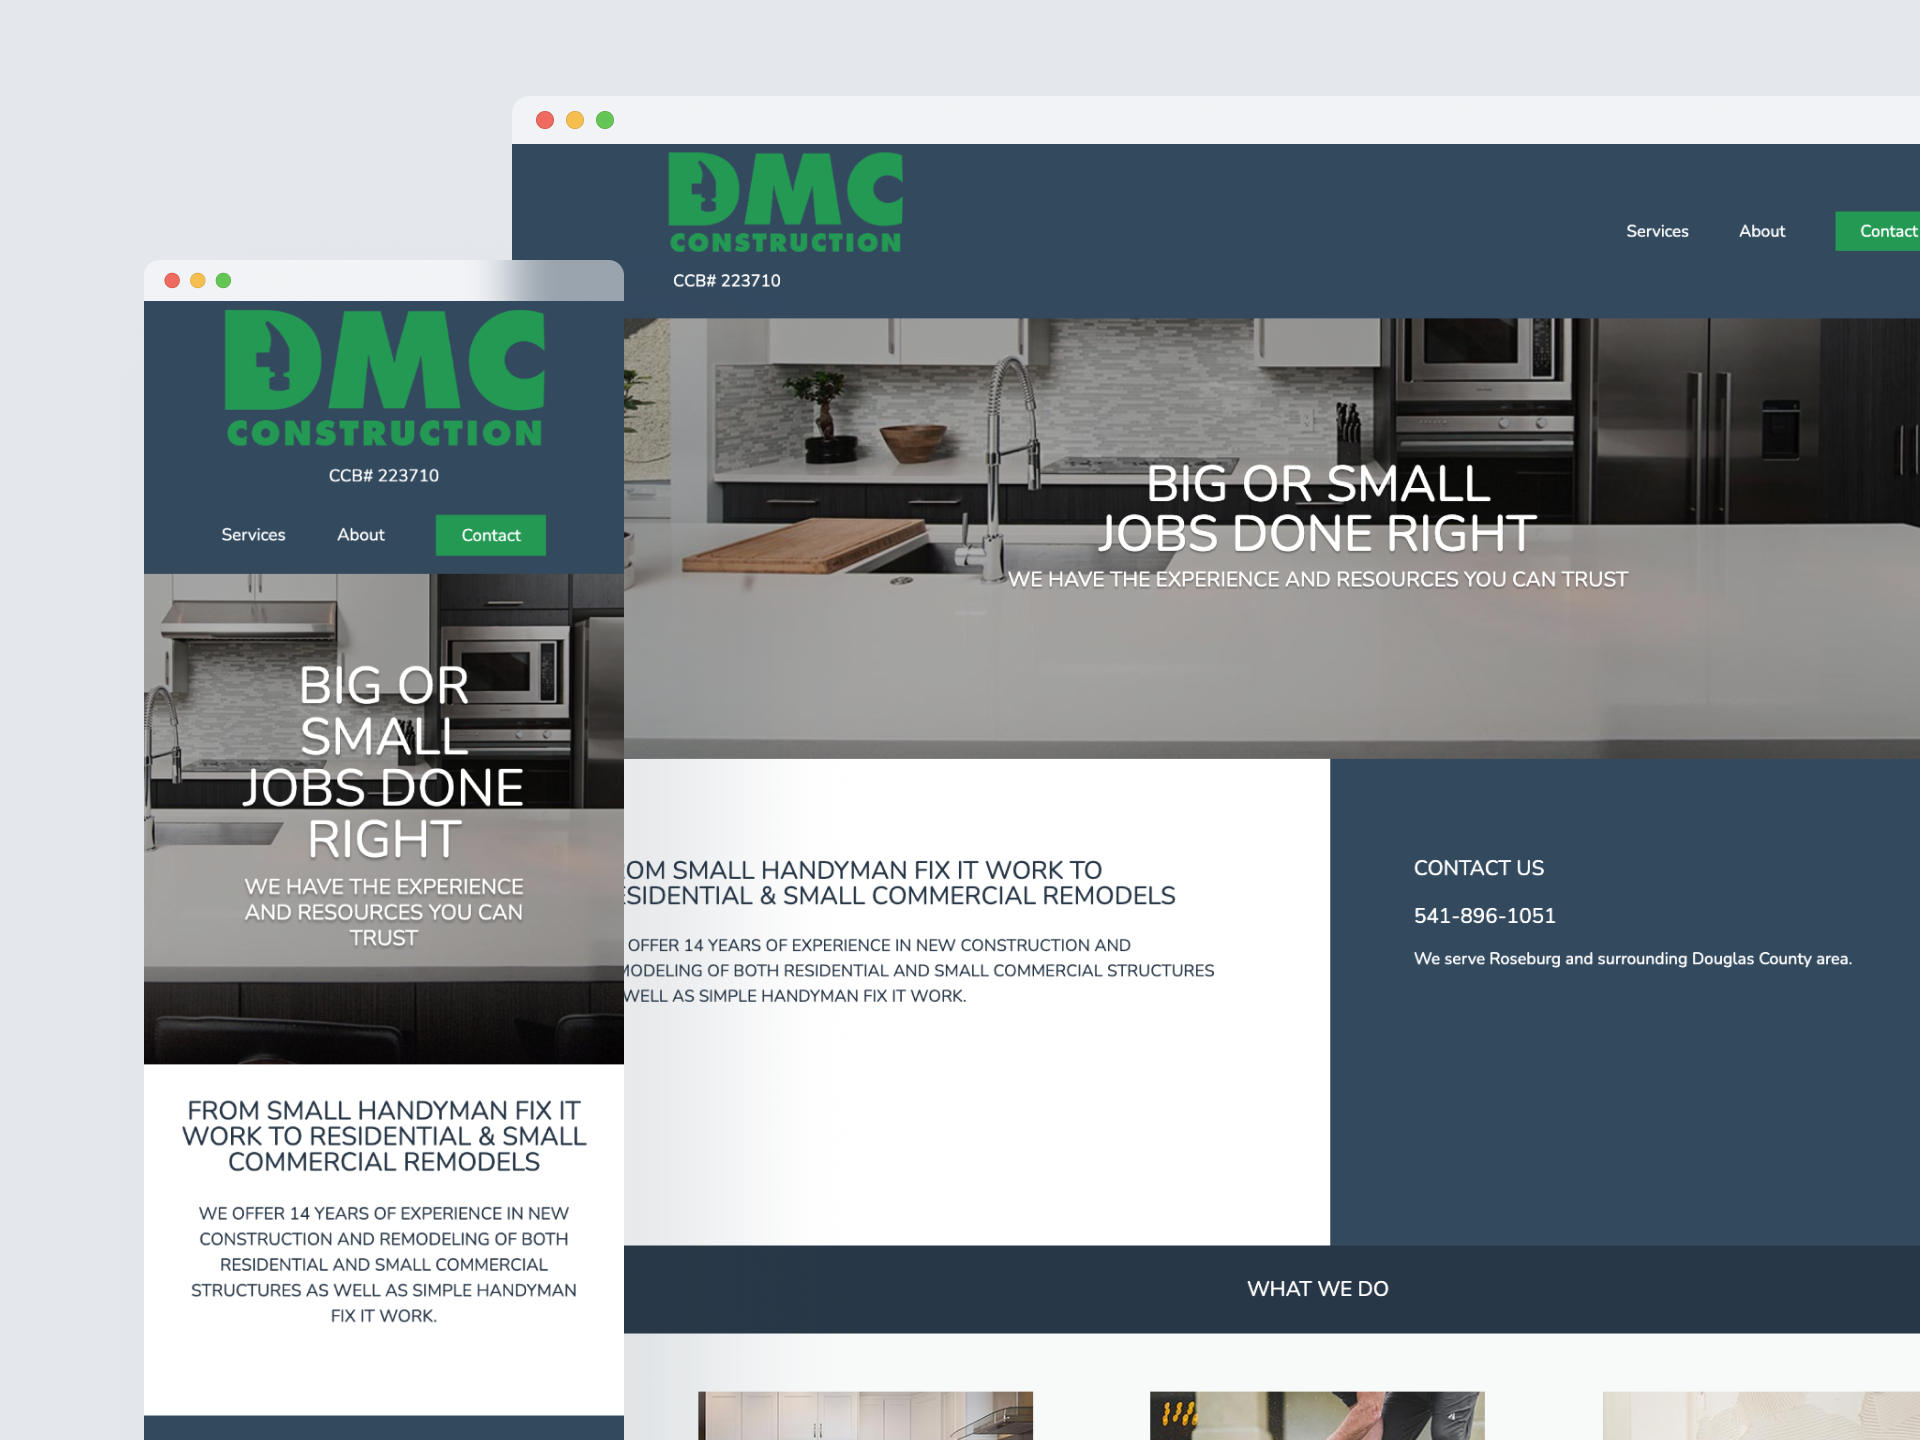 DMC
CONSTRUCTION
CCB# 223710
Services About Contact
BIG OR SMALL
JOBS DONE RIGHT
WE HAVE THE EXPERIENCE AND RESOURCES YOU CAN TRUST
OM SMALL HANDYMAN FIX IT WORK TO
SIDENTIAL & SMALL COMMERCIAL REMODELS
OFFER 14 YEARS OF EXPERIENCE IN NEW CONSTRUCTION AND
MODELING OF BOTH RESIDENTIAL AND SMALL COMMERCIAL STRUCTURES
WELL AS SIMPLE HANDYMAN FIX IT WORK.
CONTACT US
541-896-1051
We serve Roseburg and surrounding Douglas County area.
WHAT WE DO
DMC
CONSTRUCTION
CCB# 223710
Services About Contact
BIG OR
SMALL
JOBS DONE
RIGHT
WE HAVE THE EXPERIENCE
AND RESOURCES YOU CAN
TRUST
FROM SMALL HANDYMAN FIX IT
WORK TO RESIDENTIAL & SMALL
COMMERCIAL REMODELS
WE OFFER 14 YEARS OF EXPERIENCE IN NEW
CONSTRUCTION AND REMODELING OF BOTH
RESIDENTIAL AND SMALL COMMERCIAL
STRUCTURES AS WELL AS SIMPLE HANDYMAN
FIX IT WORK.